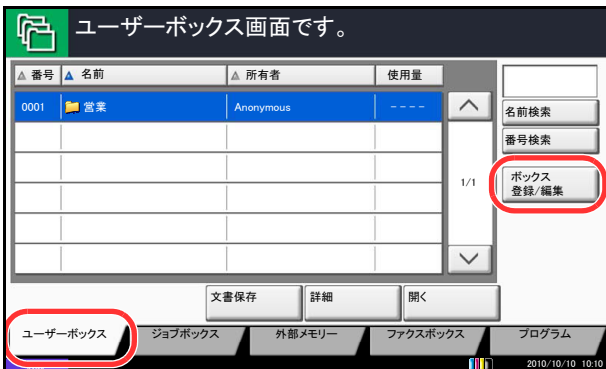 ユーザーボックス画面です。
番号 名前 所有者 使用量
0001 営業 Anonymous ----
名前検索
番号検索
1/1
ボックス
登録/編集
文書保存 詳細 開く
ユーザーボックス ジョブボックス 外部メモリー ファクスボックス プログラム
2010/10/10 10:10